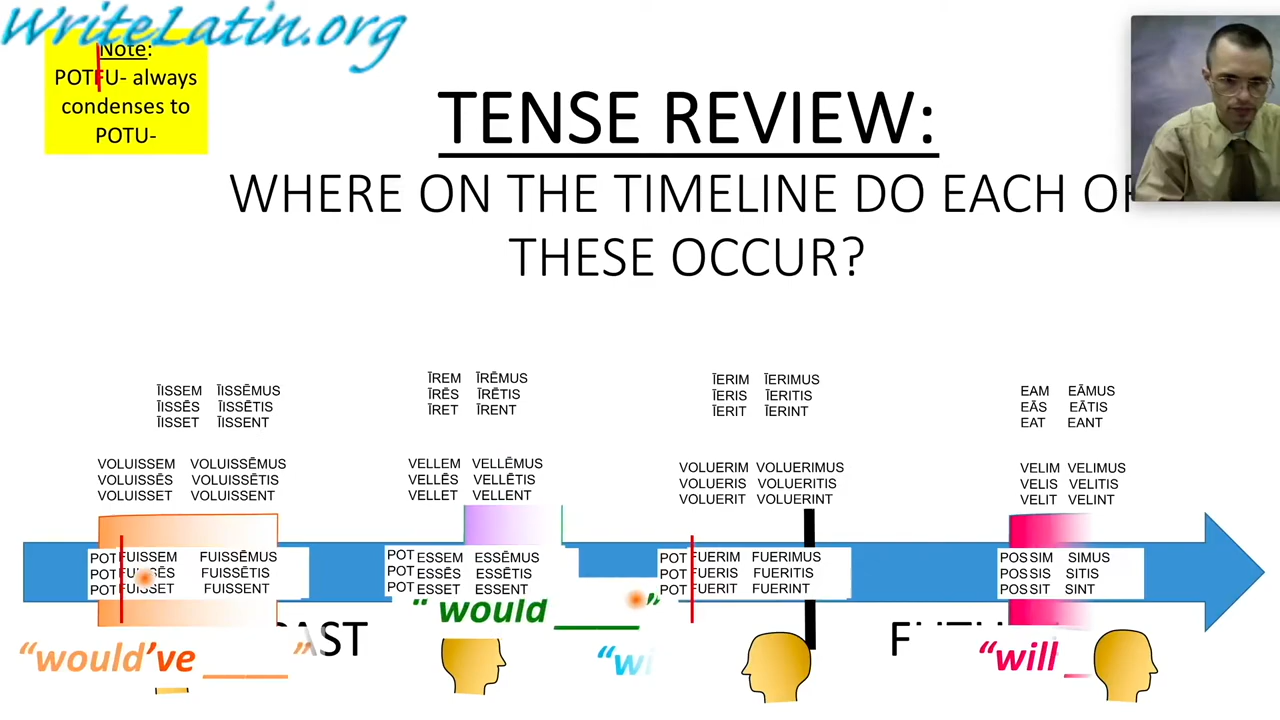 WriteLatin.org
Note:
POTFU- always
condenses to
POTU-
TENSE REVIEW:
WHERE ON THE TIMELINE DO EACH OF
THESE OCCUR?
ĪISSEM ĪISSĒMUS
ĪISSĒS ĪISSĒTIS
ĪISSET ĪISSENT
ĪREM ĪRĒMUS
ĪRĒS ĪRĒTIS
ĪRET ĪRENT
ĪERIM ĪERIMUS
ĪERIS ĪERITIS
ĪERIT ĪERINT
EAM EĀMUS
EĀS EĀTIS
EAT EANT
VOLUISSEM VOLUISSĒMUS
VOLUISSĒS VOLUISSĒTIS
VOLUISSET VOLUISSENT
VELLEM VELLĒMUS
VELLĒS VELLĒTIS
VELLET VELLENT
VOLUERIM VOLUERIMUS
VOLUERIS VOLUERITIS
VOLUERIT VOLUERINT
VELIM VELIMUS
VELIS VELITIS
VELIT VELINT
POT FUISSEM FUISSĒMUS
POT FUISSĒS FUISSĒTIS
POT FUISSET FUISSENT
POT ESSEM ESSĒMUS
POT ESSĒS ESSĒTIS
POT ESSET ESSENT
POT FUERIM FUERIMUS
POT FUERIS FUERITIS
POT FUERIT FUERINT
POS SIM SIMUS
POS SIS SITIS
POS SIT SINT
"would've _____"
"would _____"
"will _